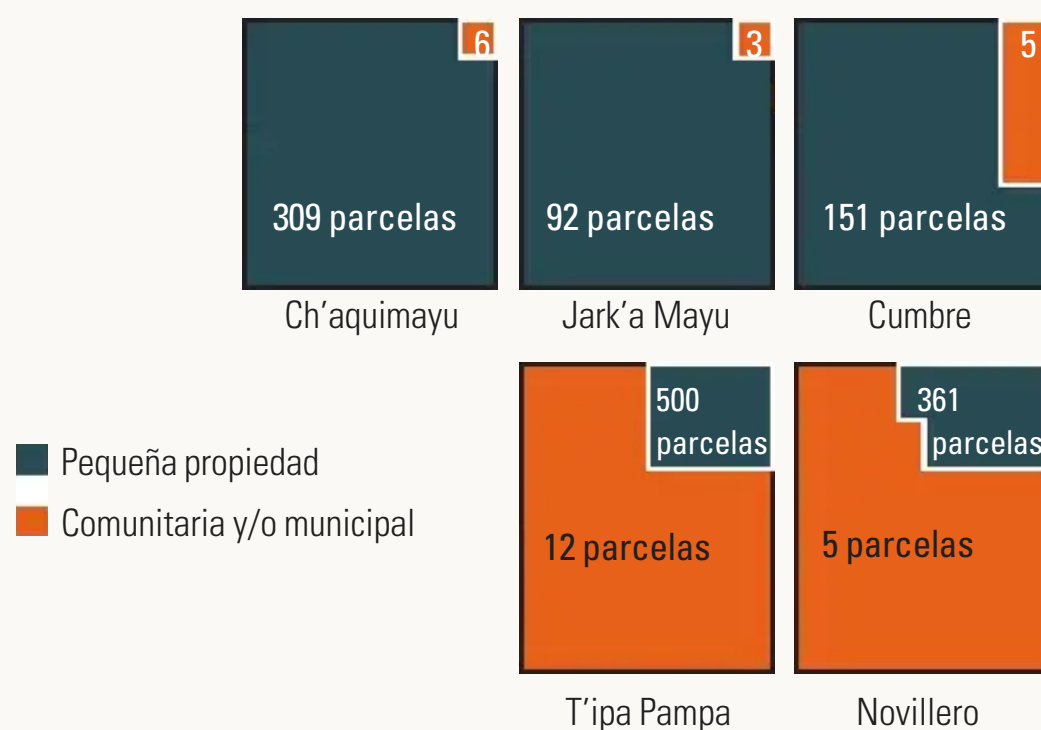 6
3
5
309 parcelas
92 parcelas
151 parcelas
Ch’aquimayu
Jark’a Mayu
Cumbre
500
parcelas
361
parcelas
Pequeña propiedad
Comunitaria y/o municipal
12 parcelas
5 parcelas
T’ipa Pampa
Novillero